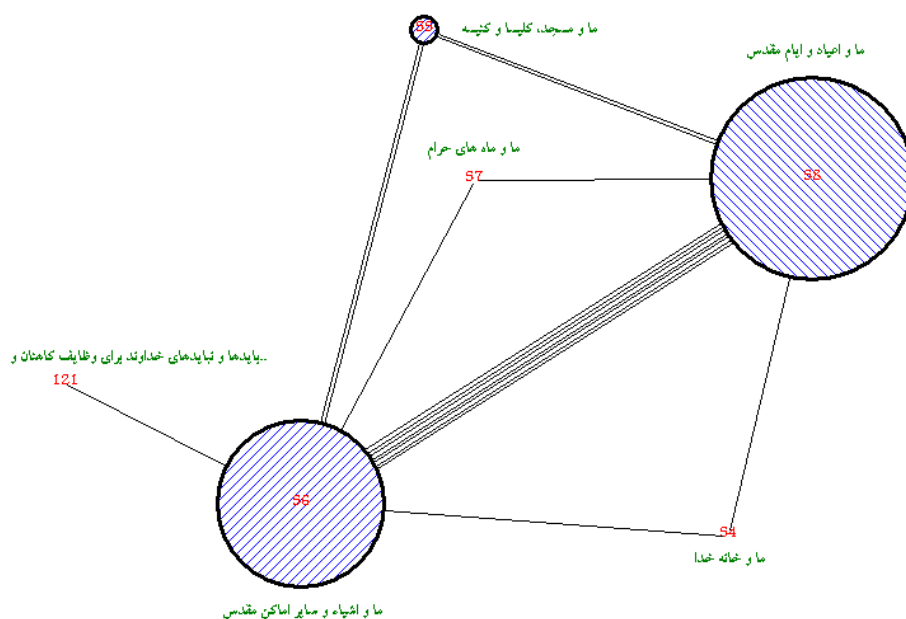 S5
ما و مسجد، کلیسا و کنیسه
ما و اعیاد و ایام مقدس
ما و ماه های حرام
S7
S8
..بایدها و نبایدهای خداوند برای وظایف کاهنان و
121
S6
S4
ما و خانه خدا
ما و اشیاء و سایر اماکن مقدس